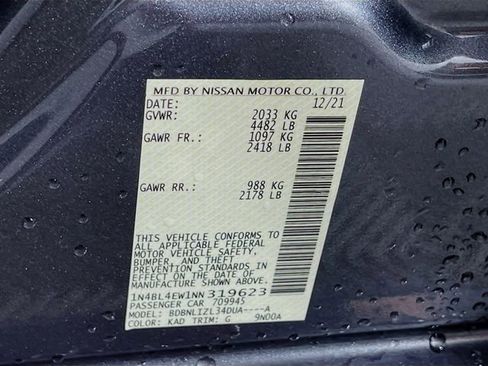 MFD BY NISSAN MOTOR CO., LTD.
DATE: 12/21
GVWR: 2033 KG
4482 LB
GAWR FR.: 1097 KG
2418 LB
GAWR RR.: 988 KG
2178 LB
THIS VEHICLE CONFORMS TO
ALL APPLICABLE FEDERAL
MOTOR VEHICLE SAFETY,
BUMPER, AND THEFT
PREVENTION STANDARDS IN
EFFECT ON THE DATE OF
MANUFACTURE SHOWN ABOVE.
1N4BL4EW1NN319623
PASSENGER CAR 709945
MODEL: BDBNLIZL34DUA----A
COLOR: KAD TRIM: G 9N00A